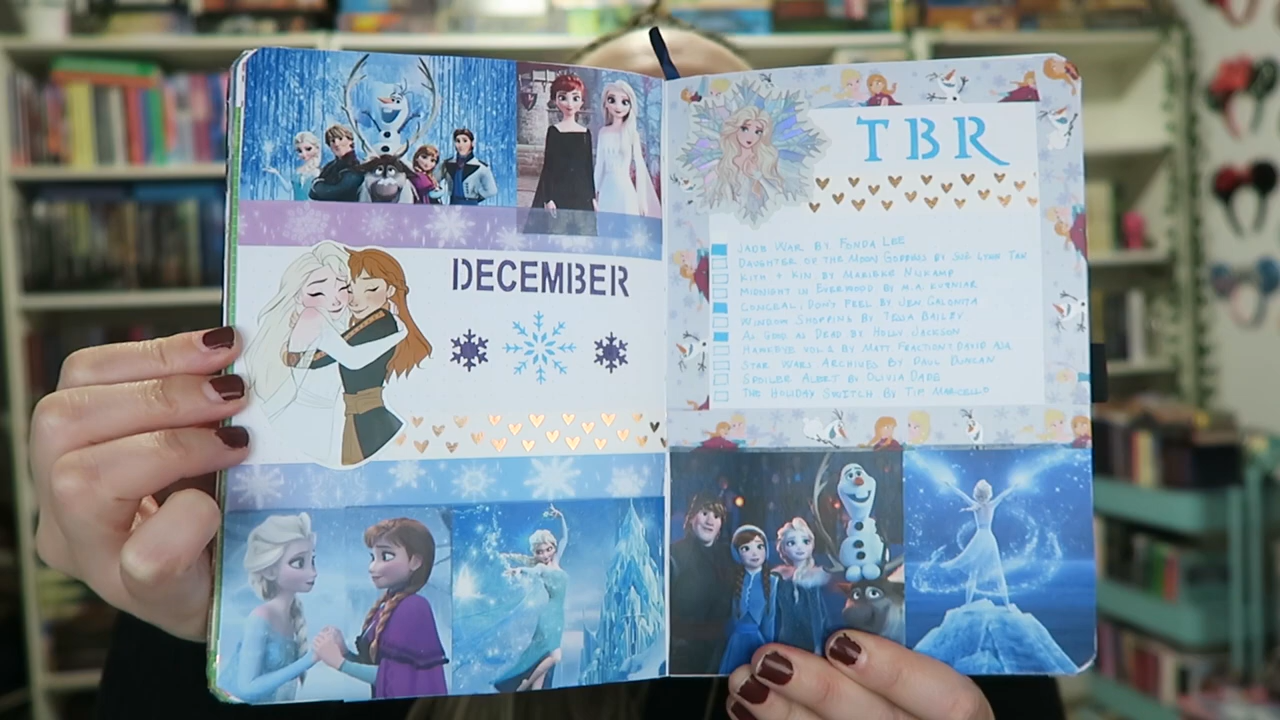 DECEMBER
TBR
JADE WAR BY FONDA LEE
DAUGHTER OF THE MOON GODDESS BY SUE LYNN TAN
KITH + KIN BY MARIEKE NIJKAMP
MIDNIGHT IN EVERWOOD BY M.A. KUZNIAR
CONCEAL, DON'T FEEL BY JEN CALONITA
WINDOW SHOPPING BY TESSA BAILEY
AS GOOD AS DEAD BY HOLLY JACKSON
HAWKEYE VOL 1 BY MATT FRACTION + DAVID AJA
STAR WARS ARCHIVES BY PAUL DUNCAN
SPOILER ALERT BY OLIVIA DADE
THE HOLIDAY SWITCH BY TIF MARCELO